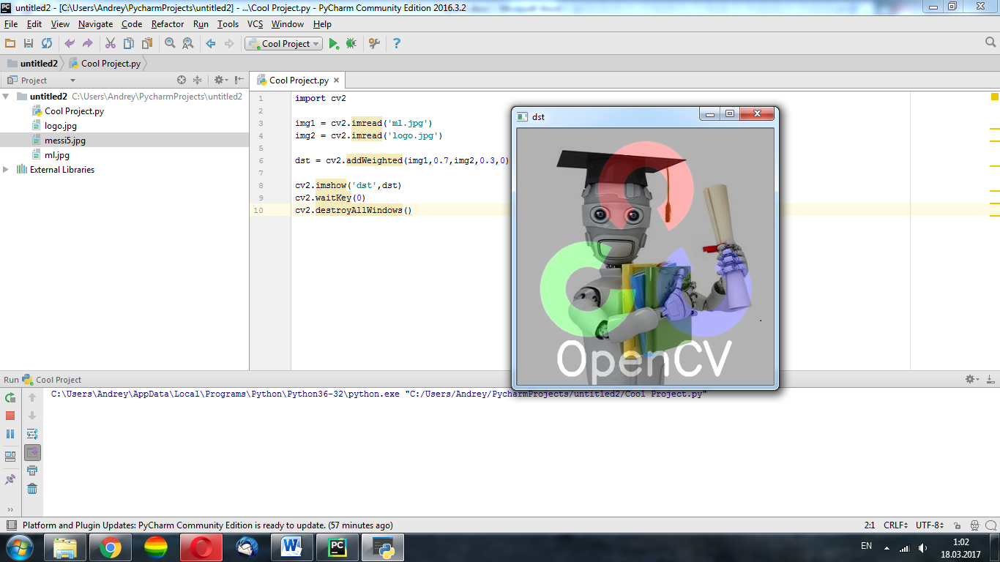 untitled2 - [C:\Users\Andrey\PycharmProjects\untitled2] - ...\Cool Project.py - PyCharm Community Edition 2016.3.2
File Edit View Navigate Code Refactor Run Tools VCS Window Help
Cool Project
untitled2 Cool Project.py
Project
Cool Project.py
untitled2 C:\Users\Andrey\PycharmProjects\untitled2
Cool Project.py
logo.jpg
messi5.jpg
ml.jpg
External Libraries
1 import cv2
2
3 img1 = cv2.imread('ml.jpg')
4 img2 = cv2.imread('logo.jpg')
5
6 dst = cv2.addWeighted(img1,0.7,img2,0.3,0)
7
8 cv2.imshow('dst',dst)
9 cv2.waitKey(0)
10 cv2.destroyAllWindows()
dst
OpenCV
Run Cool Project
C:\Users\Andrey\AppData\Local\Programs\Python\Python36-32\python.exe "C:/Users/Andrey/PycharmProjects/untitled2/Cool Project.py"
Platform and Plugin Updates: PyCharm Community Edition is ready to update. (57 minutes ago)
2:1 CRLF UTF-8
EN
1:02
18.03.2017